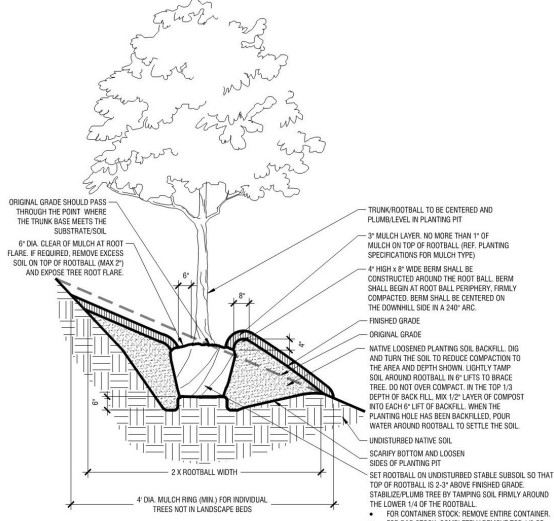 ORIGINAL GRADE SHOULD PASS
THROUGH THE POINT WHERE
THE TRUNK BASE MEETS THE
SUBSTRATE/SOIL
6" DIA. CLEAR OF MULCH AT ROOT
FLARE. IF REQUIRED, REMOVE EXCESS
SOIL ON TOP OF ROOTBALL (MAX 2")
AND EXPOSE TREE ROOT FLARE.
6"
8"
4"
6"
2 X ROOTBALL WIDTH
4' DIA. MULCH RING (MIN.) FOR INDIVIDUAL
TREES NOT IN LANDSCAPE BEDS
TRUNK/ROOTBALL TO BE CENTERED AND
PLUMB/LEVEL IN PLANTING PIT
3" MULCH LAYER. NO MORE THAN 1" OF
MULCH ON TOP OF ROOTBALL (REF. PLANTING
SPECIFICATIONS FOR MULCH TYPE)
4" HIGH x 8" WIDE BERM SHALL BE
CONSTRUCTED AROUND THE ROOT BALL. BERM
SHALL BEGIN AT ROOT BALL PERIPHERY, FIRMLY
COMPACTED. BERM SHALL BE CENTERED ON
THE DOWNHILL SIDE IN A 240° ARC.
FINISHED GRADE
ORIGINAL GRADE
NATIVE LOOSENED PLANTING SOIL BACKFILL. DIG
AND TURN THE SOIL TO REDUCE COMPACTION TO
THE AREA AND DEPTH SHOWN. LIGHTLY TAMP
SOIL AROUND ROOTBALL IN 6" LIFTS TO BRACE
TREE. DO NOT OVER COMPACT. IN THE TOP 1/3
DEPTH OF BACK FILL, MIX 1/2" LAYER OF COMPOST
INTO EACH 6" LIFT OF BACKFILL. WHEN THE
PLANTING HOLE HAS BEEN BACKFILLED, POUR
WATER AROUND ROOTBALL TO SETTLE THE SOIL.
UNDISTURBED NATIVE SOIL
SCARIFY BOTTOM AND LOOSEN
SIDES OF PLANTING PIT
SET ROOTBALL ON UNDISTURBED STABLE SUBSOIL SO THAT
TOP OF ROOTBALL IS 2-3" ABOVE FINISHED GRADE.
STABILIZE/PLUMB TREE BY TAMPING SOIL FIRMLY AROUND
THE LOWER 1/4 OF THE ROOTBALL.
• FOR CONTAINER STOCK: REMOVE ENTIRE CONTAINER.